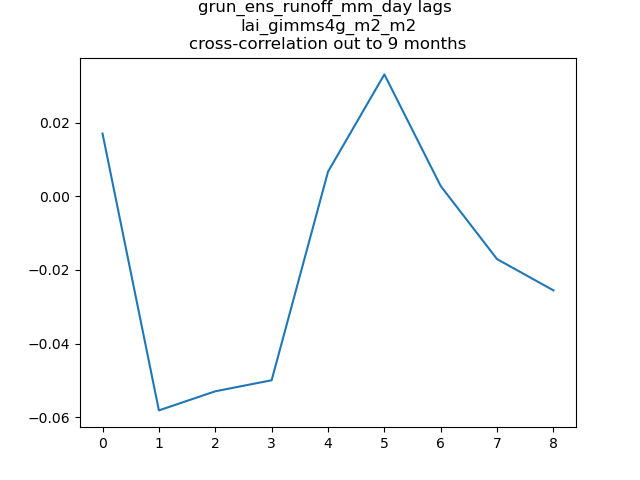 grun_ens_runoff_mm_day lags
lai_gimms4g_m2_m2
cross-correlation out to 9 months
0.02
0.00
−0.02
−0.04
−0.06
0 1 2 3 4 5 6 7 8